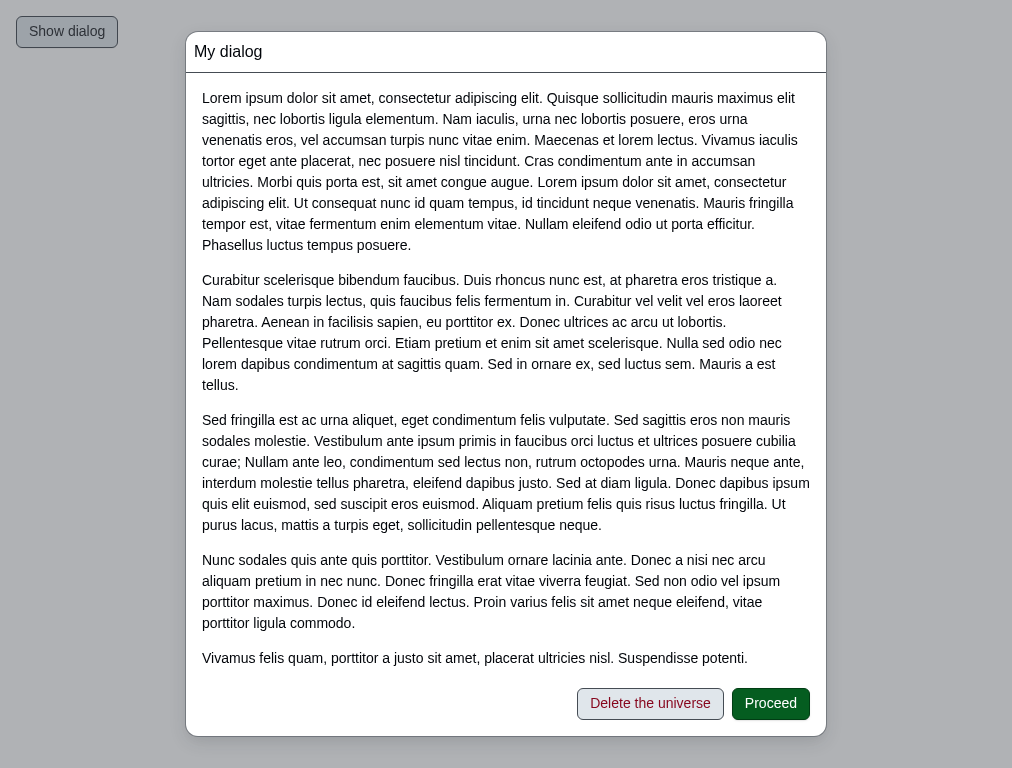 Show dialog
My dialog
Lorem ipsum dolor sit amet, consectetur adipiscing elit. Quisque sollicitudin mauris maximus elit
sagittis, nec lobortis ligula elementum. Nam iaculis, urna nec lobortis posuere, eros urna
venenatis eros, vel accumsan turpis nunc vitae enim. Maecenas et lorem lectus. Vivamus iaculis
tortor eget ante placerat, nec posuere nisl tincidunt. Cras condimentum ante in accumsan
ultricies. Morbi quis porta est, sit amet congue augue. Lorem ipsum dolor sit amet, consectetur
adipiscing elit. Ut consequat nunc id quam tempus, id tincidunt neque venenatis. Mauris fringilla
tempor est, vitae fermentum enim elementum vitae. Nullam eleifend odio ut porta efficitur.
Phasellus luctus tempus posuere.
Curabitur scelerisque bibendum faucibus. Duis rhoncus nunc est, at pharetra eros tristique a.
Nam sodales turpis lectus, quis faucibus felis fermentum in. Curabitur vel velit vel eros laoreet
pharetra. Aenean in facilisis sapien, eu porttitor ex. Donec ultrices ac arcu ut lobortis.
Pellentesque vitae rutrum orci. Etiam pretium et enim sit amet scelerisque. Nulla sed odio nec
lorem dapibus condimentum at sagittis quam. Sed in ornare ex, sed luctus sem. Mauris a est
tellus.
Sed fringilla est ac urna aliquet, eget condimentum felis vulputate. Sed sagittis eros non mauris
sodales molestie. Vestibulum ante ipsum primis in faucibus orci luctus et ultrices posuere cubilia
curae; Nullam ante leo, condimentum sed lectus non, rutrum octopodes urna. Mauris neque ante,
interdum molestie tellus pharetra, eleifend dapibus justo. Sed at diam ligula. Donec dapibus ipsum
quis elit euismod, sed suscipit eros euismod. Aliquam pretium felis quis risus luctus fringilla. Ut
purus lacus, mattis a turpis eget, sollicitudin pellentesque neque.
Nunc sodales quis ante quis porttitor. Vestibulum ornare lacinia ante. Donec a nisi nec arcu
aliquam pretium in nec nunc. Donec fringilla erat vitae viverra feugiat. Sed non odio vel ipsum
porttitor maximus. Donec id eleifend lectus. Proin varius felis sit amet neque eleifend, vitae
porttitor ligula commodo.
Vivamus felis quam, porttitor a justo sit amet, placerat ultricies nisl. Suspendisse potenti.
Delete the universe
Proceed